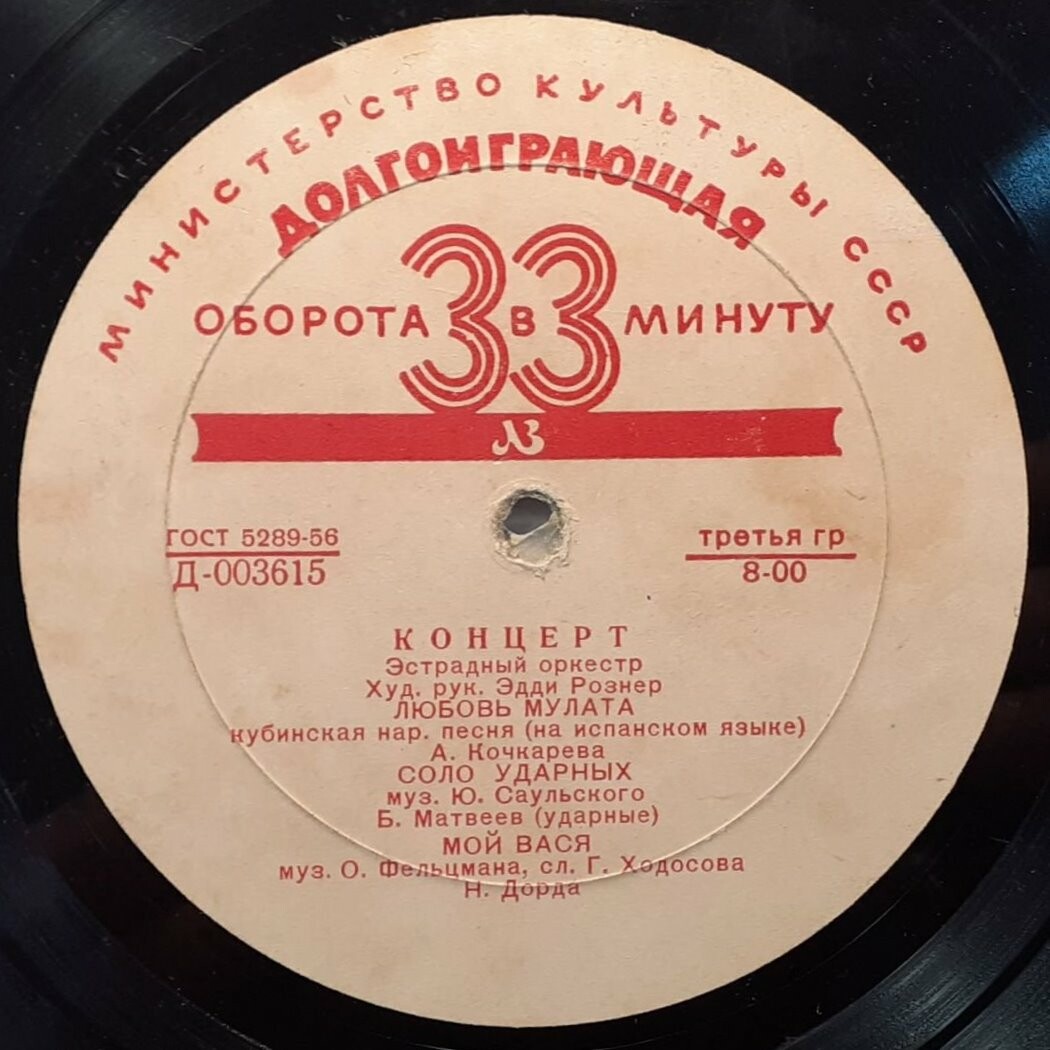 МИНИСТЕРСТВО КУЛЬТУРЫ СССР
ДОЛГОИГРАЮЩАЯ
ОБОРОТА 33 В МИНУТУ
ЛЗ
ГОСТ 5289-56
Д-003615
третья гр
8-00
КОНЦЕРТ
Эстрадный оркестр
Худ. рук. Эдди Рознер
ЛЮБОВЬ МУЛАТА
кубинская нар. песня (на испанском языке)
А. Кочкарева
СОЛО УДАРНЫХ
муз. Ю. Саульского
Б. Матвеев (ударные)
МОЙ ВАСЯ
муз. О. Фельцмана, сл. Г. Ходосова
Н. Дорда